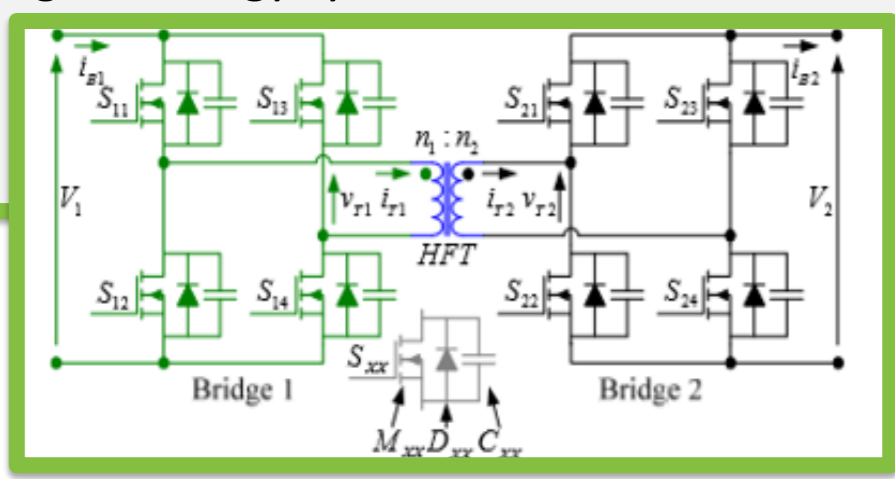 i_B1
i_B2
S_11
S_13
S_21
S_23
n_1 : n_2
V_1
v_T1 i_T1
i_T2 v_T2
V_2
HFT
S_12
S_14
S_22
S_24
S_xx
Bridge 1
Bridge 2
M_xx D_xx C_xx